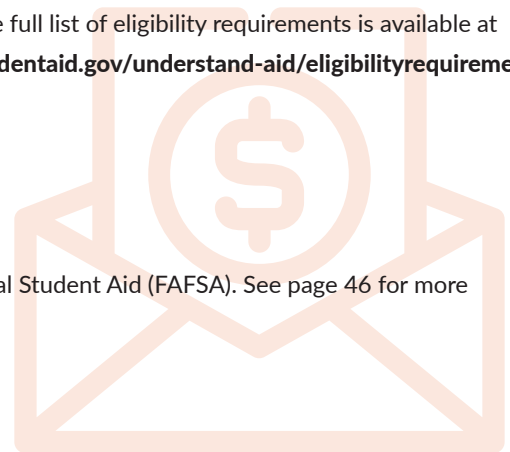 e full list of eligibility requirements is available at
dentaid.gov/understand-aid/eligibilityrequireme
al Student Aid (FAFSA). See page 46 for more